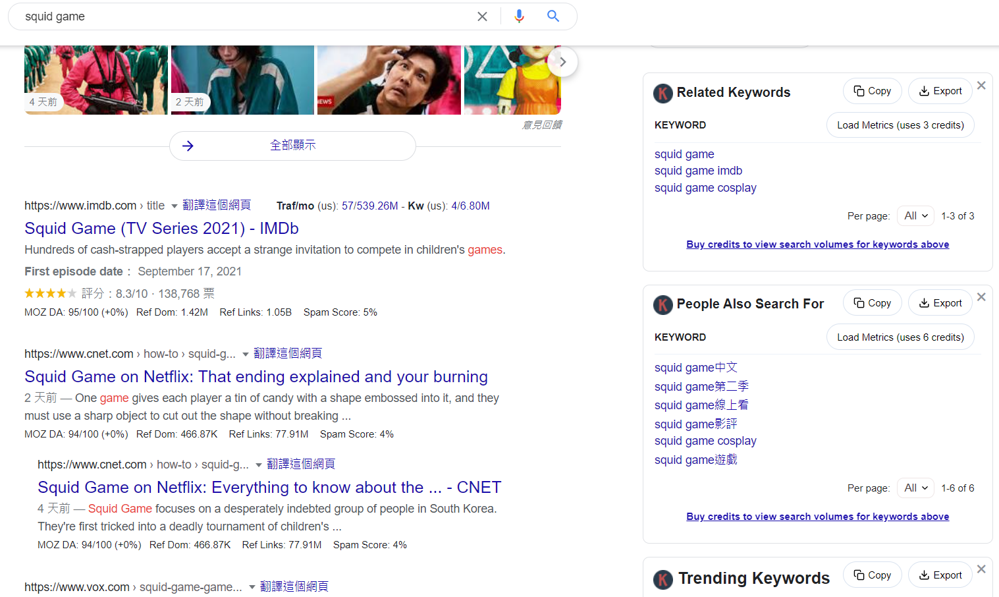 squid game
4 天前
2 天前
NEWS
意見回饋
全部顯示
https://www.imdb.com › title 翻譯這個網頁 Traf/mo (us): 57/539.26M - Kw (us): 4/6.80M
Squid Game (TV Series 2021) - IMDb
Hundreds of cash-strapped players accept a strange invitation to compete in children's games.
First episode date： September 17, 2021
評分：8.3/10 · 138,768 票
MOZ DA: 95/100 (+0%) Ref Dom: 1.42M Ref Links: 1.05B Spam Score: 5%
https://www.cnet.com › how-to › squid-g... 翻譯這個網頁
Squid Game on Netflix: That ending explained and your burning
2 天前 — One game gives each player a tin of candy with a shape embossed into it, and they
must use a sharp object to cut out the shape without breaking ...
MOZ DA: 94/100 (+0%) Ref Dom: 466.87K Ref Links: 77.91M Spam Score: 4%
https://www.cnet.com › how-to › squid-g... 翻譯這個網頁
Squid Game on Netflix: Everything to know about the ... - CNET
4 天前 — Squid Game focuses on a desperately indebted group of people in South Korea.
They're first tricked into a deadly tournament of children's ...
MOZ DA: 94/100 (+0%) Ref Dom: 466.87K Ref Links: 77.91M Spam Score: 4%
https://www.vox.com › squid-game-game... 翻譯這個網頁
K Related Keywords Copy Export
KEYWORD Load Metrics (uses 3 credits)
squid game
squid game imdb
squid game cosplay
Per page: All 1-3 of 3
Buy credits to view search volumes for keywords above
K People Also Search For Copy Export
KEYWORD Load Metrics (uses 6 credits)
squid game中文
squid game第二季
squid game線上看
squid game影評
squid game cosplay
squid game遊戲
Per page: All 1-6 of 6
Buy credits to view search volumes for keywords above
K Trending Keywords Copy Export